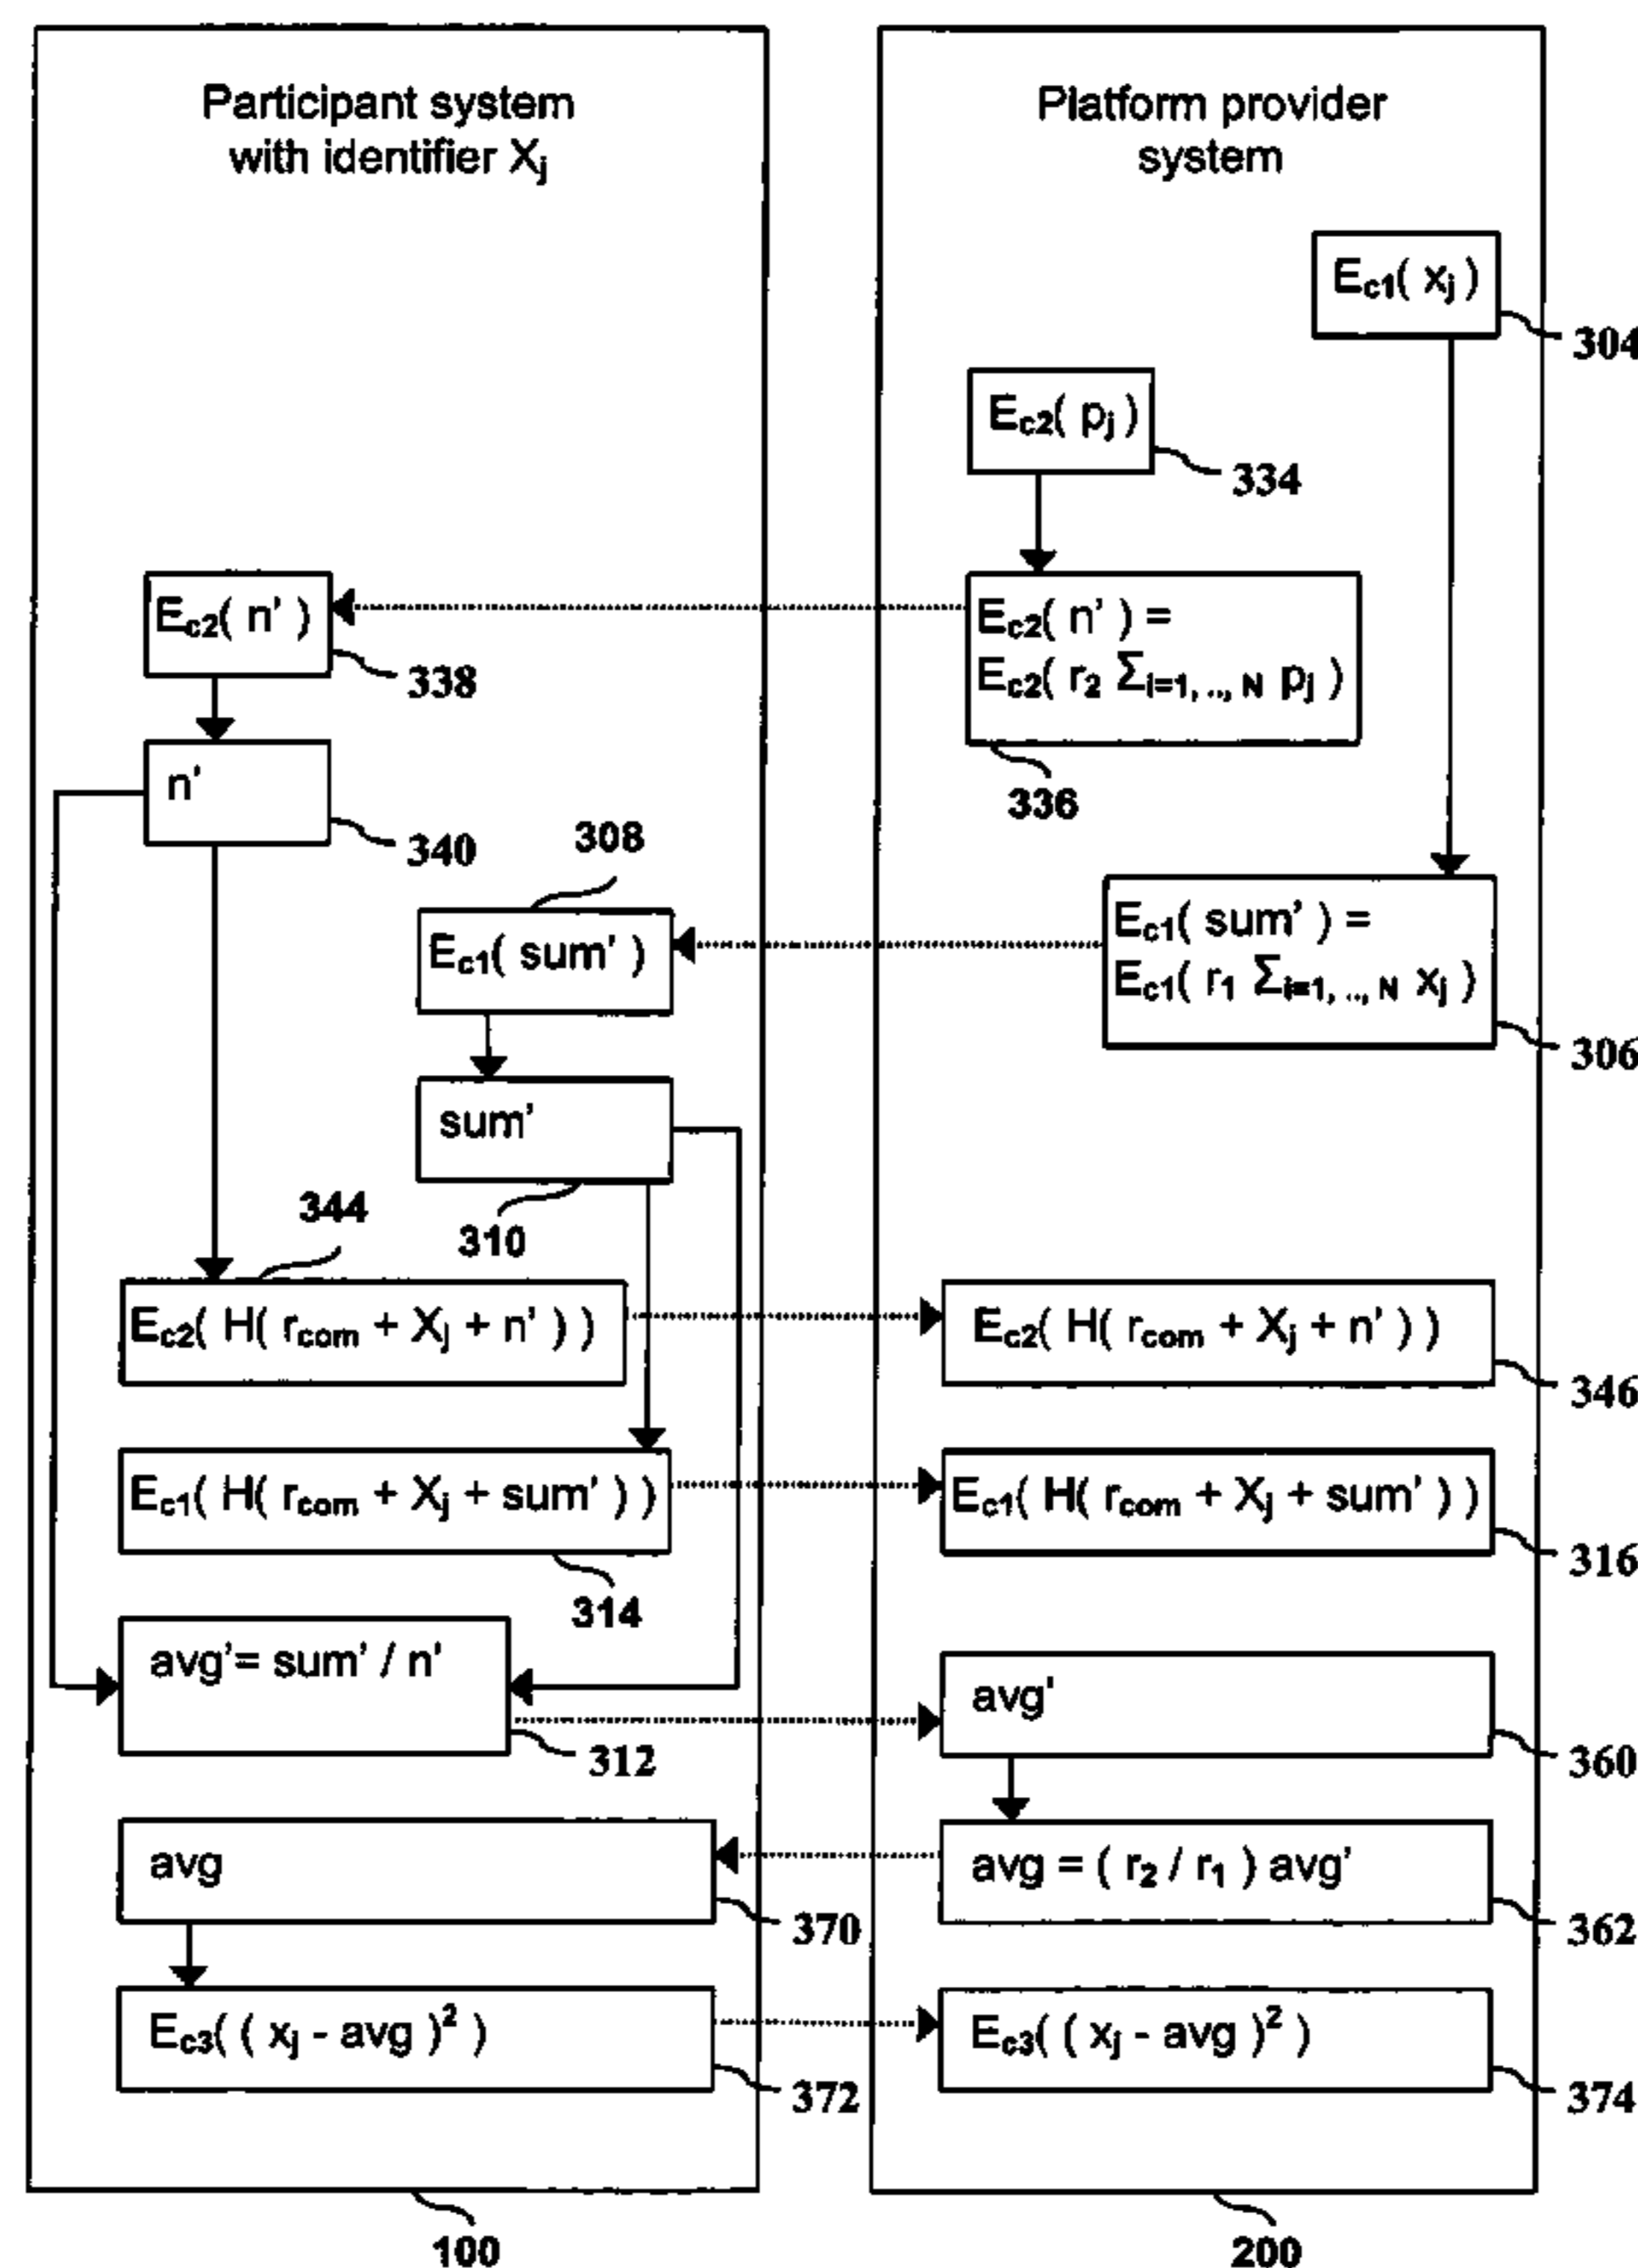 Participant system
with identifier Xj
Platform provider
system
Ec1( xj )
304
Ec2( pj )
334
Ec2( n' )
338
Ec2( n' ) =
Ec2( r2 Σi=1, .., N pj )
336
n'
340
308
Ec1( sum' )
Ec1( sum' ) =
Ec1( r1 Σi=1, .., N xj )
306
sum'
310
344
Ec2( H( rcom + Xj + n' ) )
Ec2( H( rcom + Xj + n' ) )
346
Ec1( H( rcom + Xj + sum' ) )
314
Ec1( H( rcom + Xj + sum' ) )
316
avg'= sum' / n'
312
avg'
360
avg
370
avg = ( r2 / r1 ) avg'
362
Ec3( ( xj - avg )2 )
372
Ec3( ( xj - avg )2 )
374
100
200